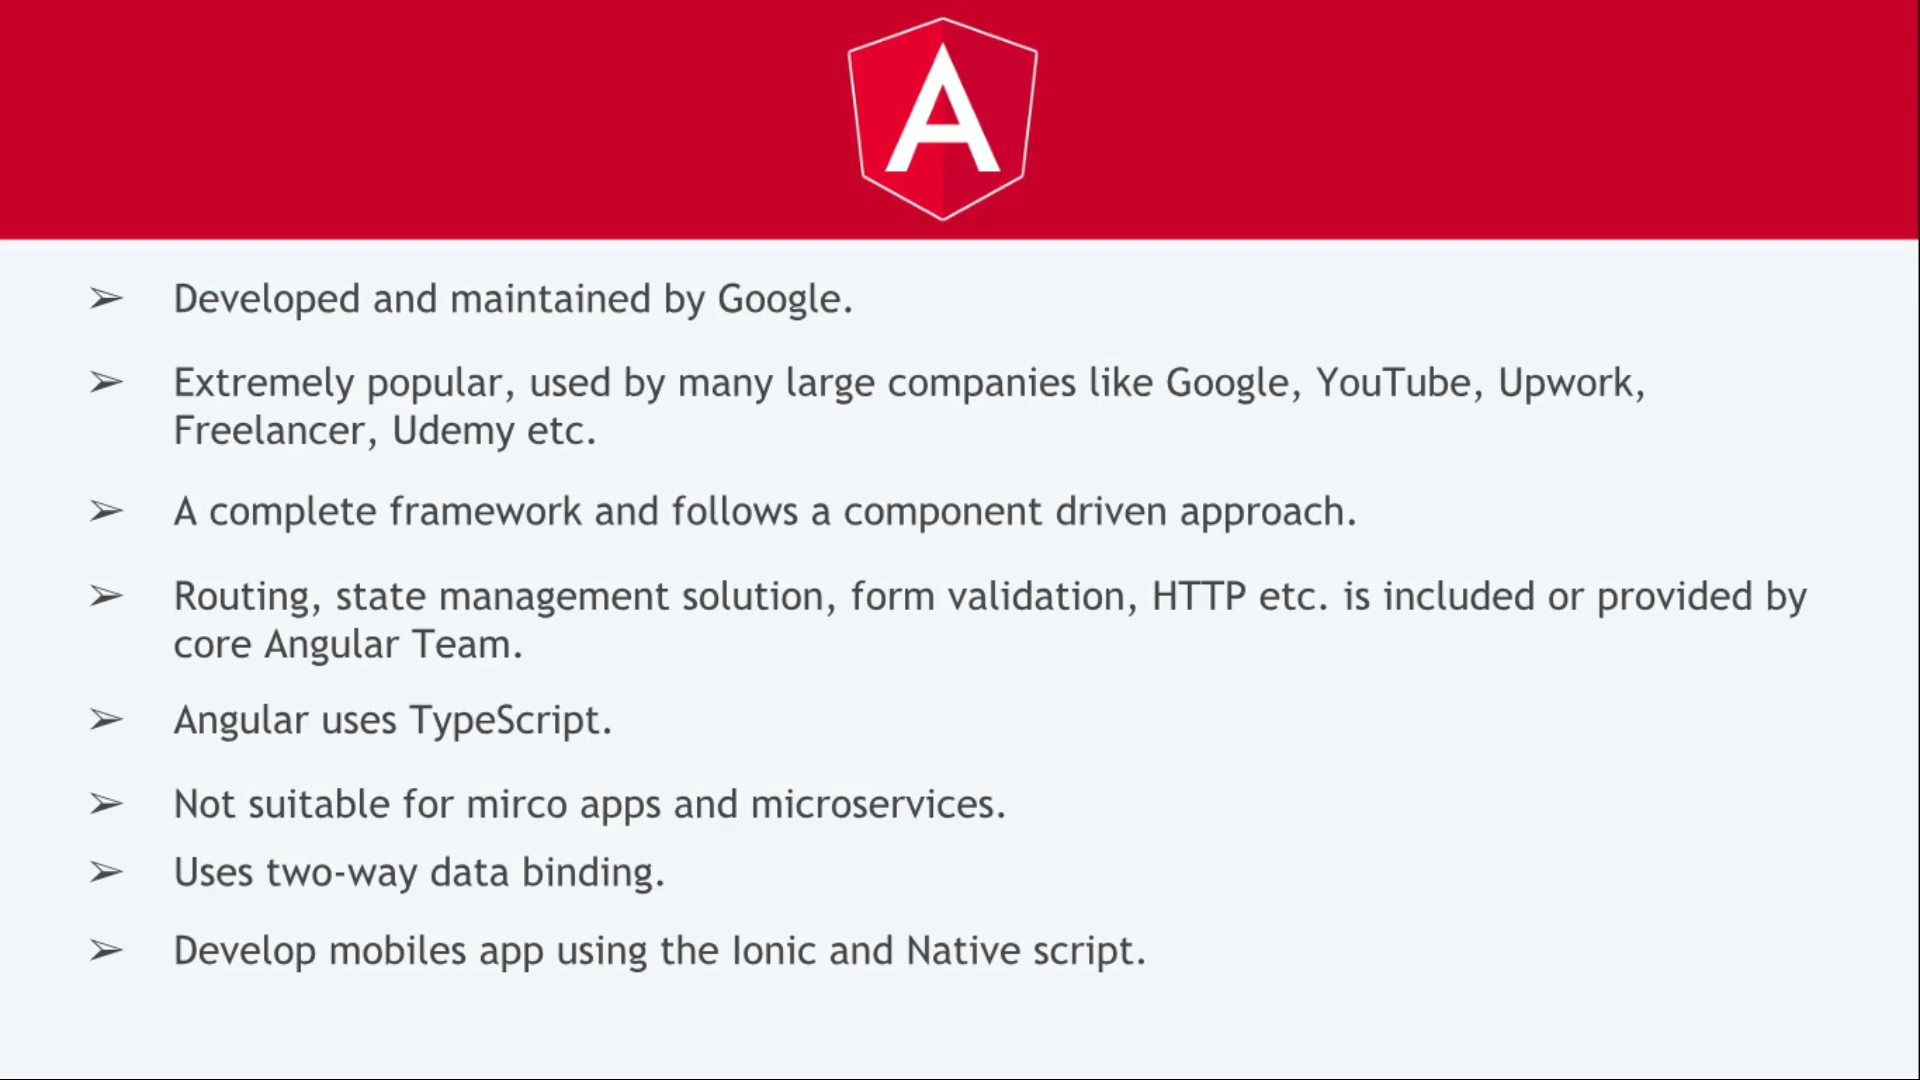 A
➢ Developed and maintained by Google.
➢ Extremely popular, used by many large companies like Google, YouTube, Upwork,
Freelancer, Udemy etc.
➢ A complete framework and follows a component driven approach.
➢ Routing, state management solution, form validation, HTTP etc. is included or provided by
core Angular Team.
➢ Angular uses TypeScript.
➢ Not suitable for mirco apps and microservices.
➢ Uses two-way data binding.
➢ Develop mobiles app using the Ionic and Native script.